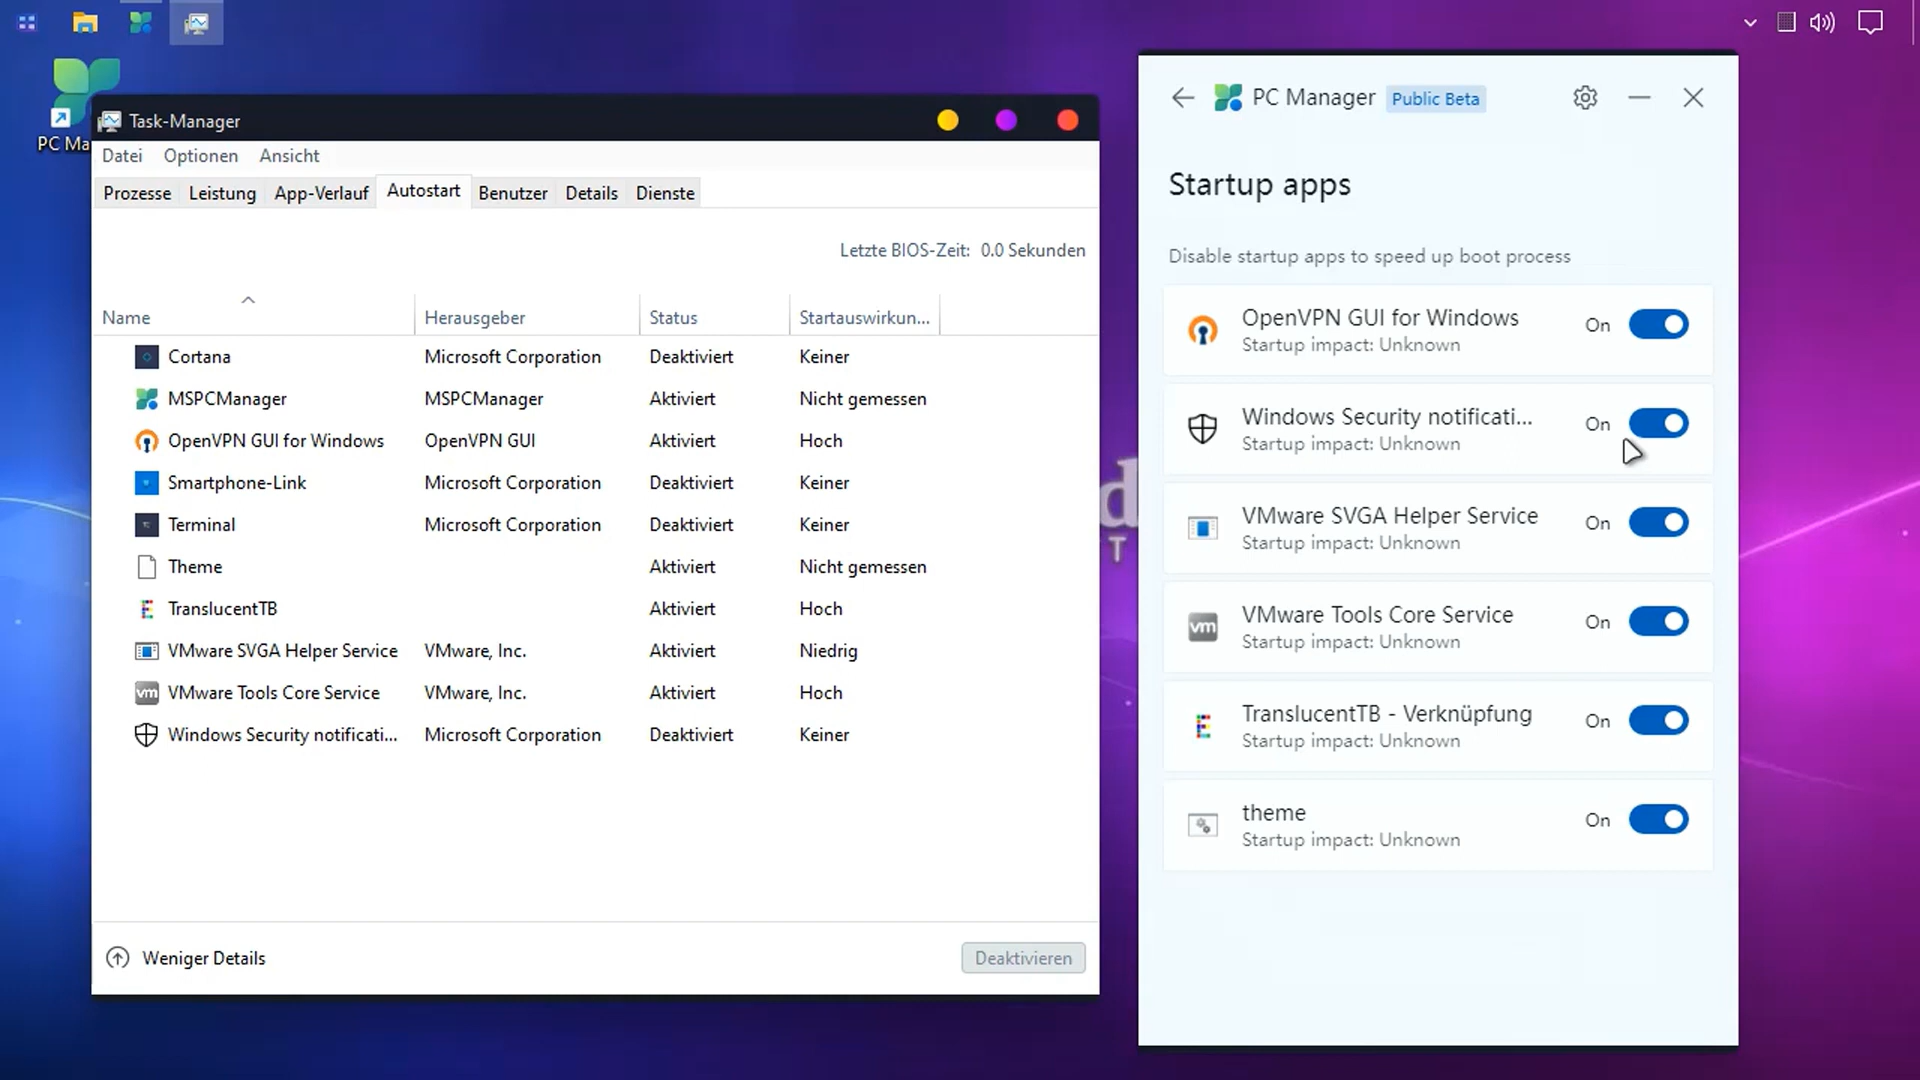 PC Ma
Task-Manager
Datei Optionen Ansicht
Prozesse Leistung App-Verlauf Autostart Benutzer Details Dienste
Letzte BIOS-Zeit: 0.0 Sekunden
Name Herausgeber Status Startauswirkun...
Cortana Microsoft Corporation Deaktiviert Keiner
MSPCManager MSPCManager Aktiviert Nicht gemessen
OpenVPN GUI for Windows OpenVPN GUI Aktiviert Hoch
Smartphone-Link Microsoft Corporation Deaktiviert Keiner
Terminal Microsoft Corporation Deaktiviert Keiner
Theme Aktiviert Nicht gemessen
TranslucentTB Aktiviert Hoch
VMware SVGA Helper Service VMware, Inc. Aktiviert Niedrig
vm VMware Tools Core Service VMware, Inc. Aktiviert Hoch
Windows Security notificati... Microsoft Corporation Deaktiviert Keiner
Weniger Details
Deaktivieren
d
T
PC Manager Public Beta
Startup apps
Disable startup apps to speed up boot process
OpenVPN GUI for Windows On
Startup impact: Unknown
Windows Security notificati... On
Startup impact: Unknown
VMware SVGA Helper Service On
Startup impact: Unknown
vm VMware Tools Core Service On
Startup impact: Unknown
TranslucentTB - Verknüpfung On
Startup impact: Unknown
theme On
Startup impact: Unknown